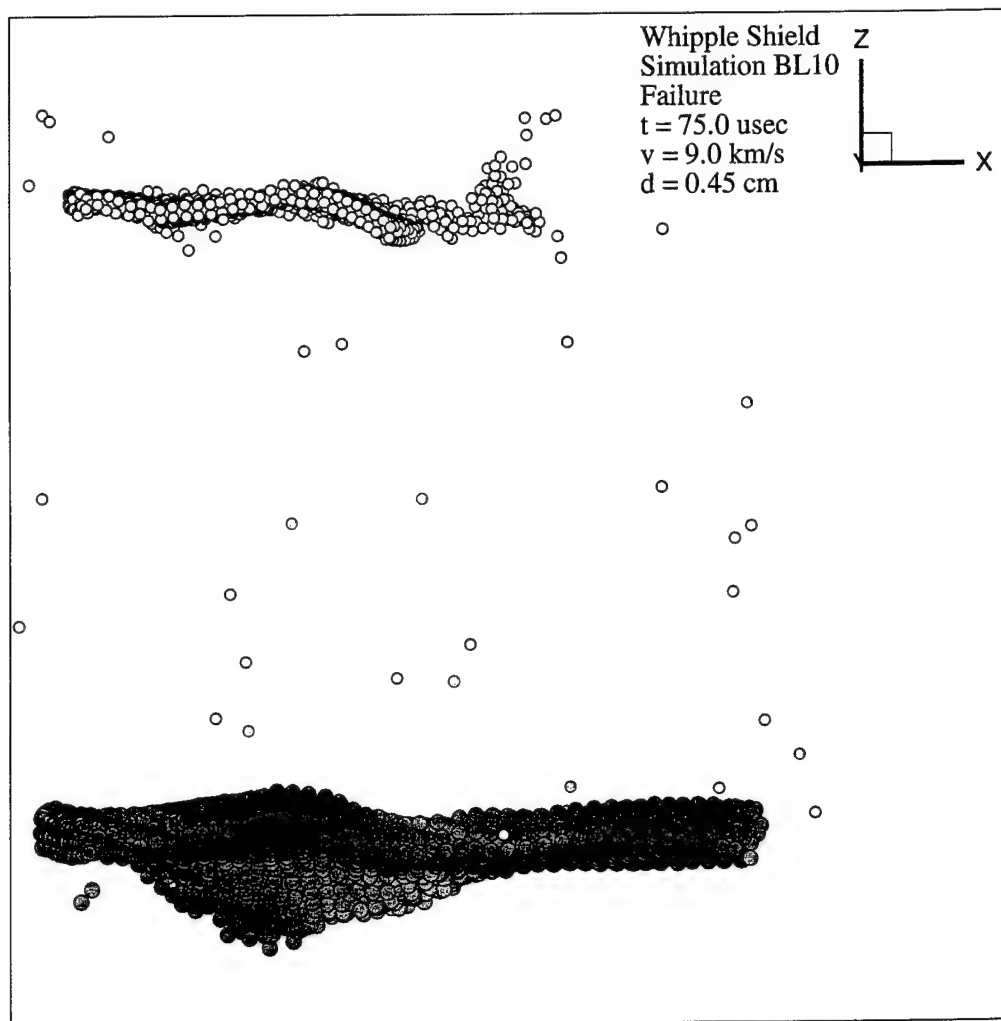 Whipple Shield
Simulation BL10
Failure
t = 75.0 usec
v = 9.0 km/s
d = 0.45 cm
Z
Y
X